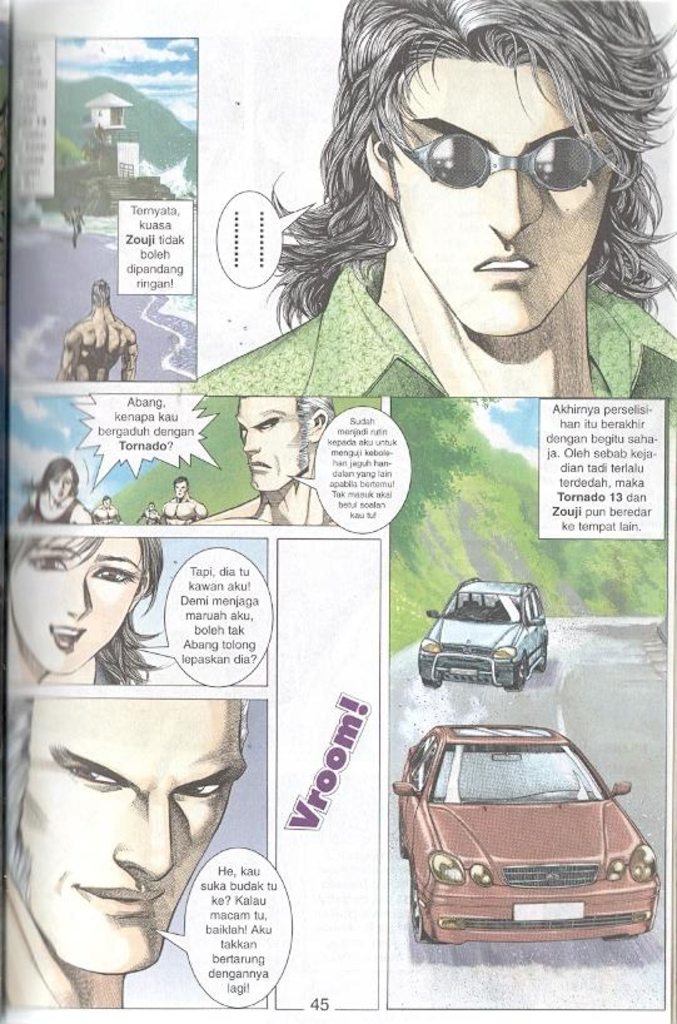 Ternyata,
kuasa
Zouji tidak
boleh
dipandang
ringan!
Abang,
kenapa kau
bergaduh dengan
Tornado?
Sudah
menjadi rutin
kepada aku untuk
menguji kebole-
han jaguh han-
dalan yang lain
apabila bertemu!
Tak masuk akal
betul soalan
kau tu!
Akhirnya perselisi-
han itu berakhir
dengan begitu saha-
ja. Oleh sebab keja-
dian tadi terlalu
terdedah, maka
Tornado 13 dan
Zouji pun beredar
ke tempat lain.
Tapi, dia tu
kawan aku!
Demi menjaga
maruah aku,
boleh tak
Abang tolong
lepaskan dia?
Vroom!
He, kau
suka budak tu
ke? Kalau
macam tu,
baiklah! Aku
takkan
bertarung
dengannya
lagi!
45